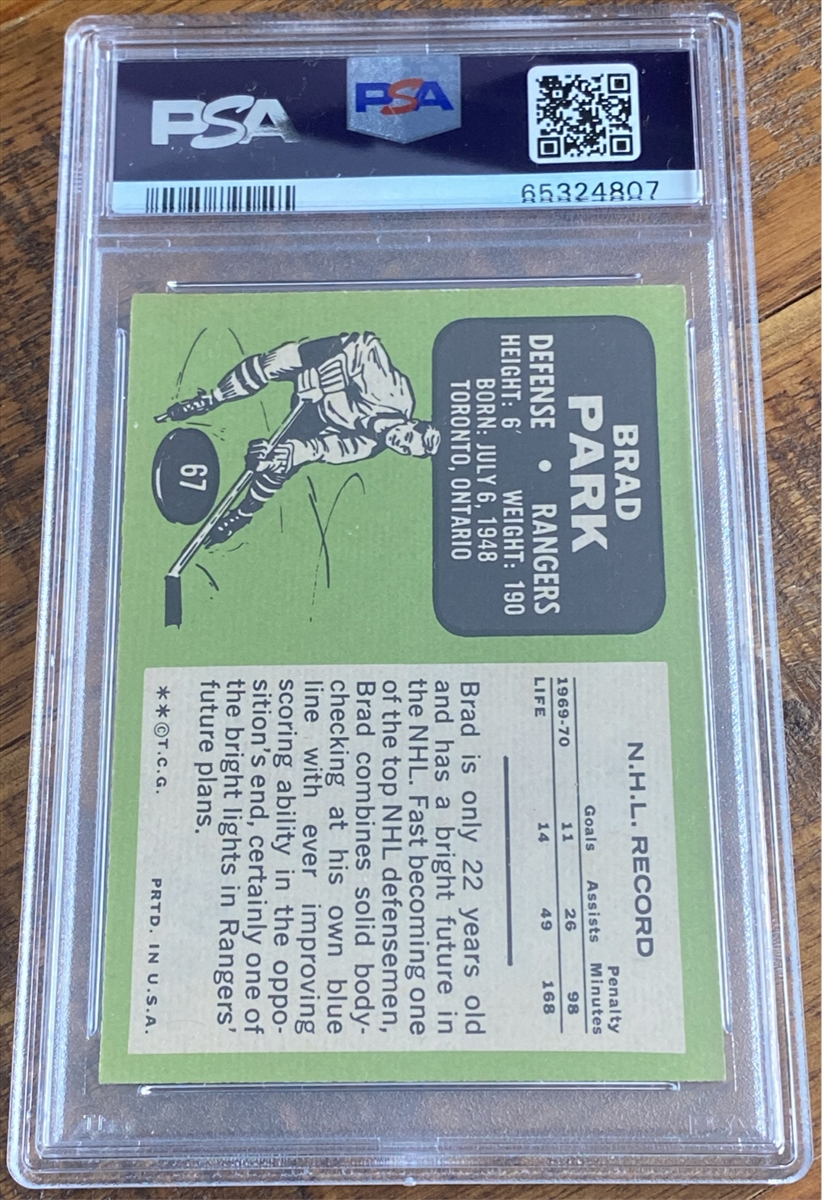 PSA
PSA
65324807
BRAD
PARK
DEFENSE • RANGERS
HEIGHT: 6' WEIGHT: 190
BORN: JULY 6, 1948
TORONTO, ONTARIO
67
N.H.L. RECORD
Penalty
Goals Assists Minutes
1969-70 11 26 98
LIFE 14 49 168
Brad is only 22 years old
and has a bright future in
the NHL. Fast becoming one
of the top NHL defensemen,
Brad combines solid body-
checking at his own blue
line with ever improving
scoring ability in the oppo-
sition's end, certainly one of
the bright lights in Rangers'
future plans.
**©T.C.G. PRTD. IN U.S.A.